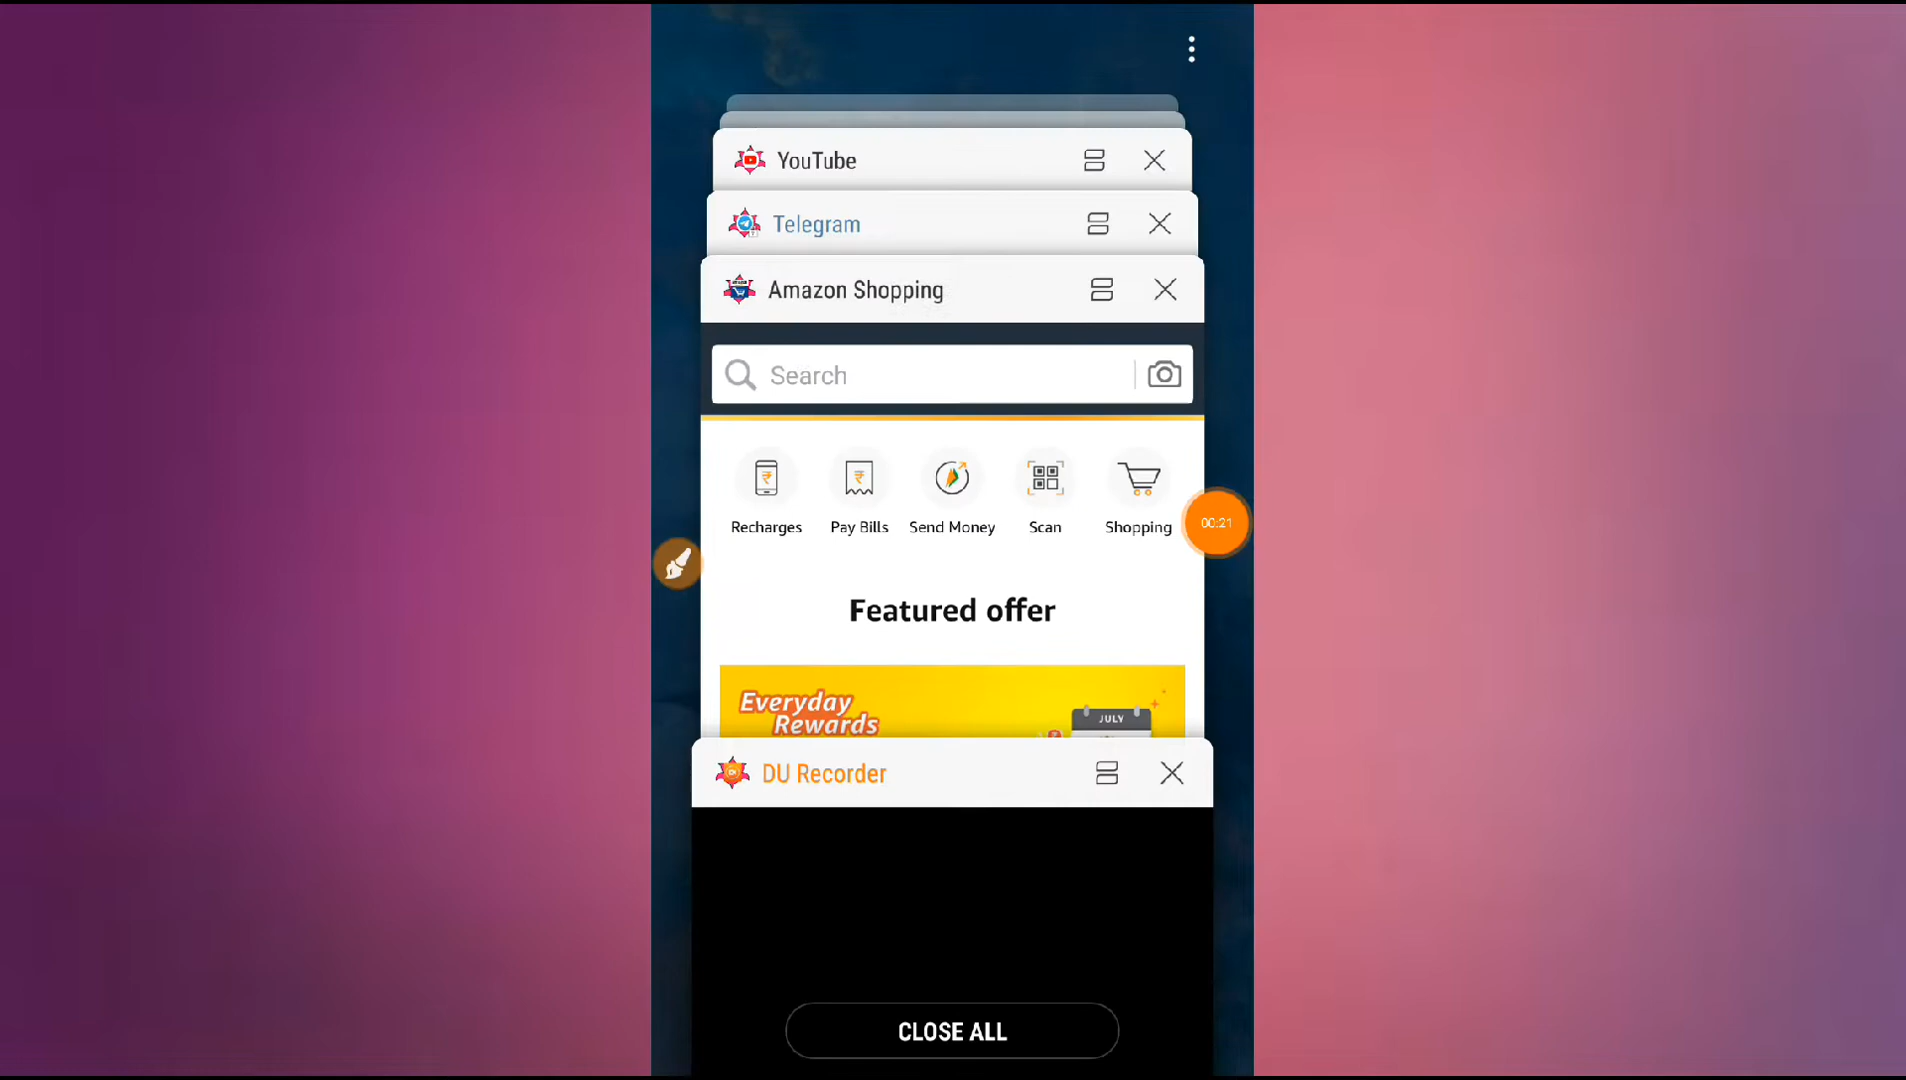 YouTube
Telegram
Amazon Shopping
Search
Recharges Pay Bills Send Money Scan Shopping
00:21
Featured offer
Everyday
Rewards
JULY
DU Recorder
CLOSE ALL